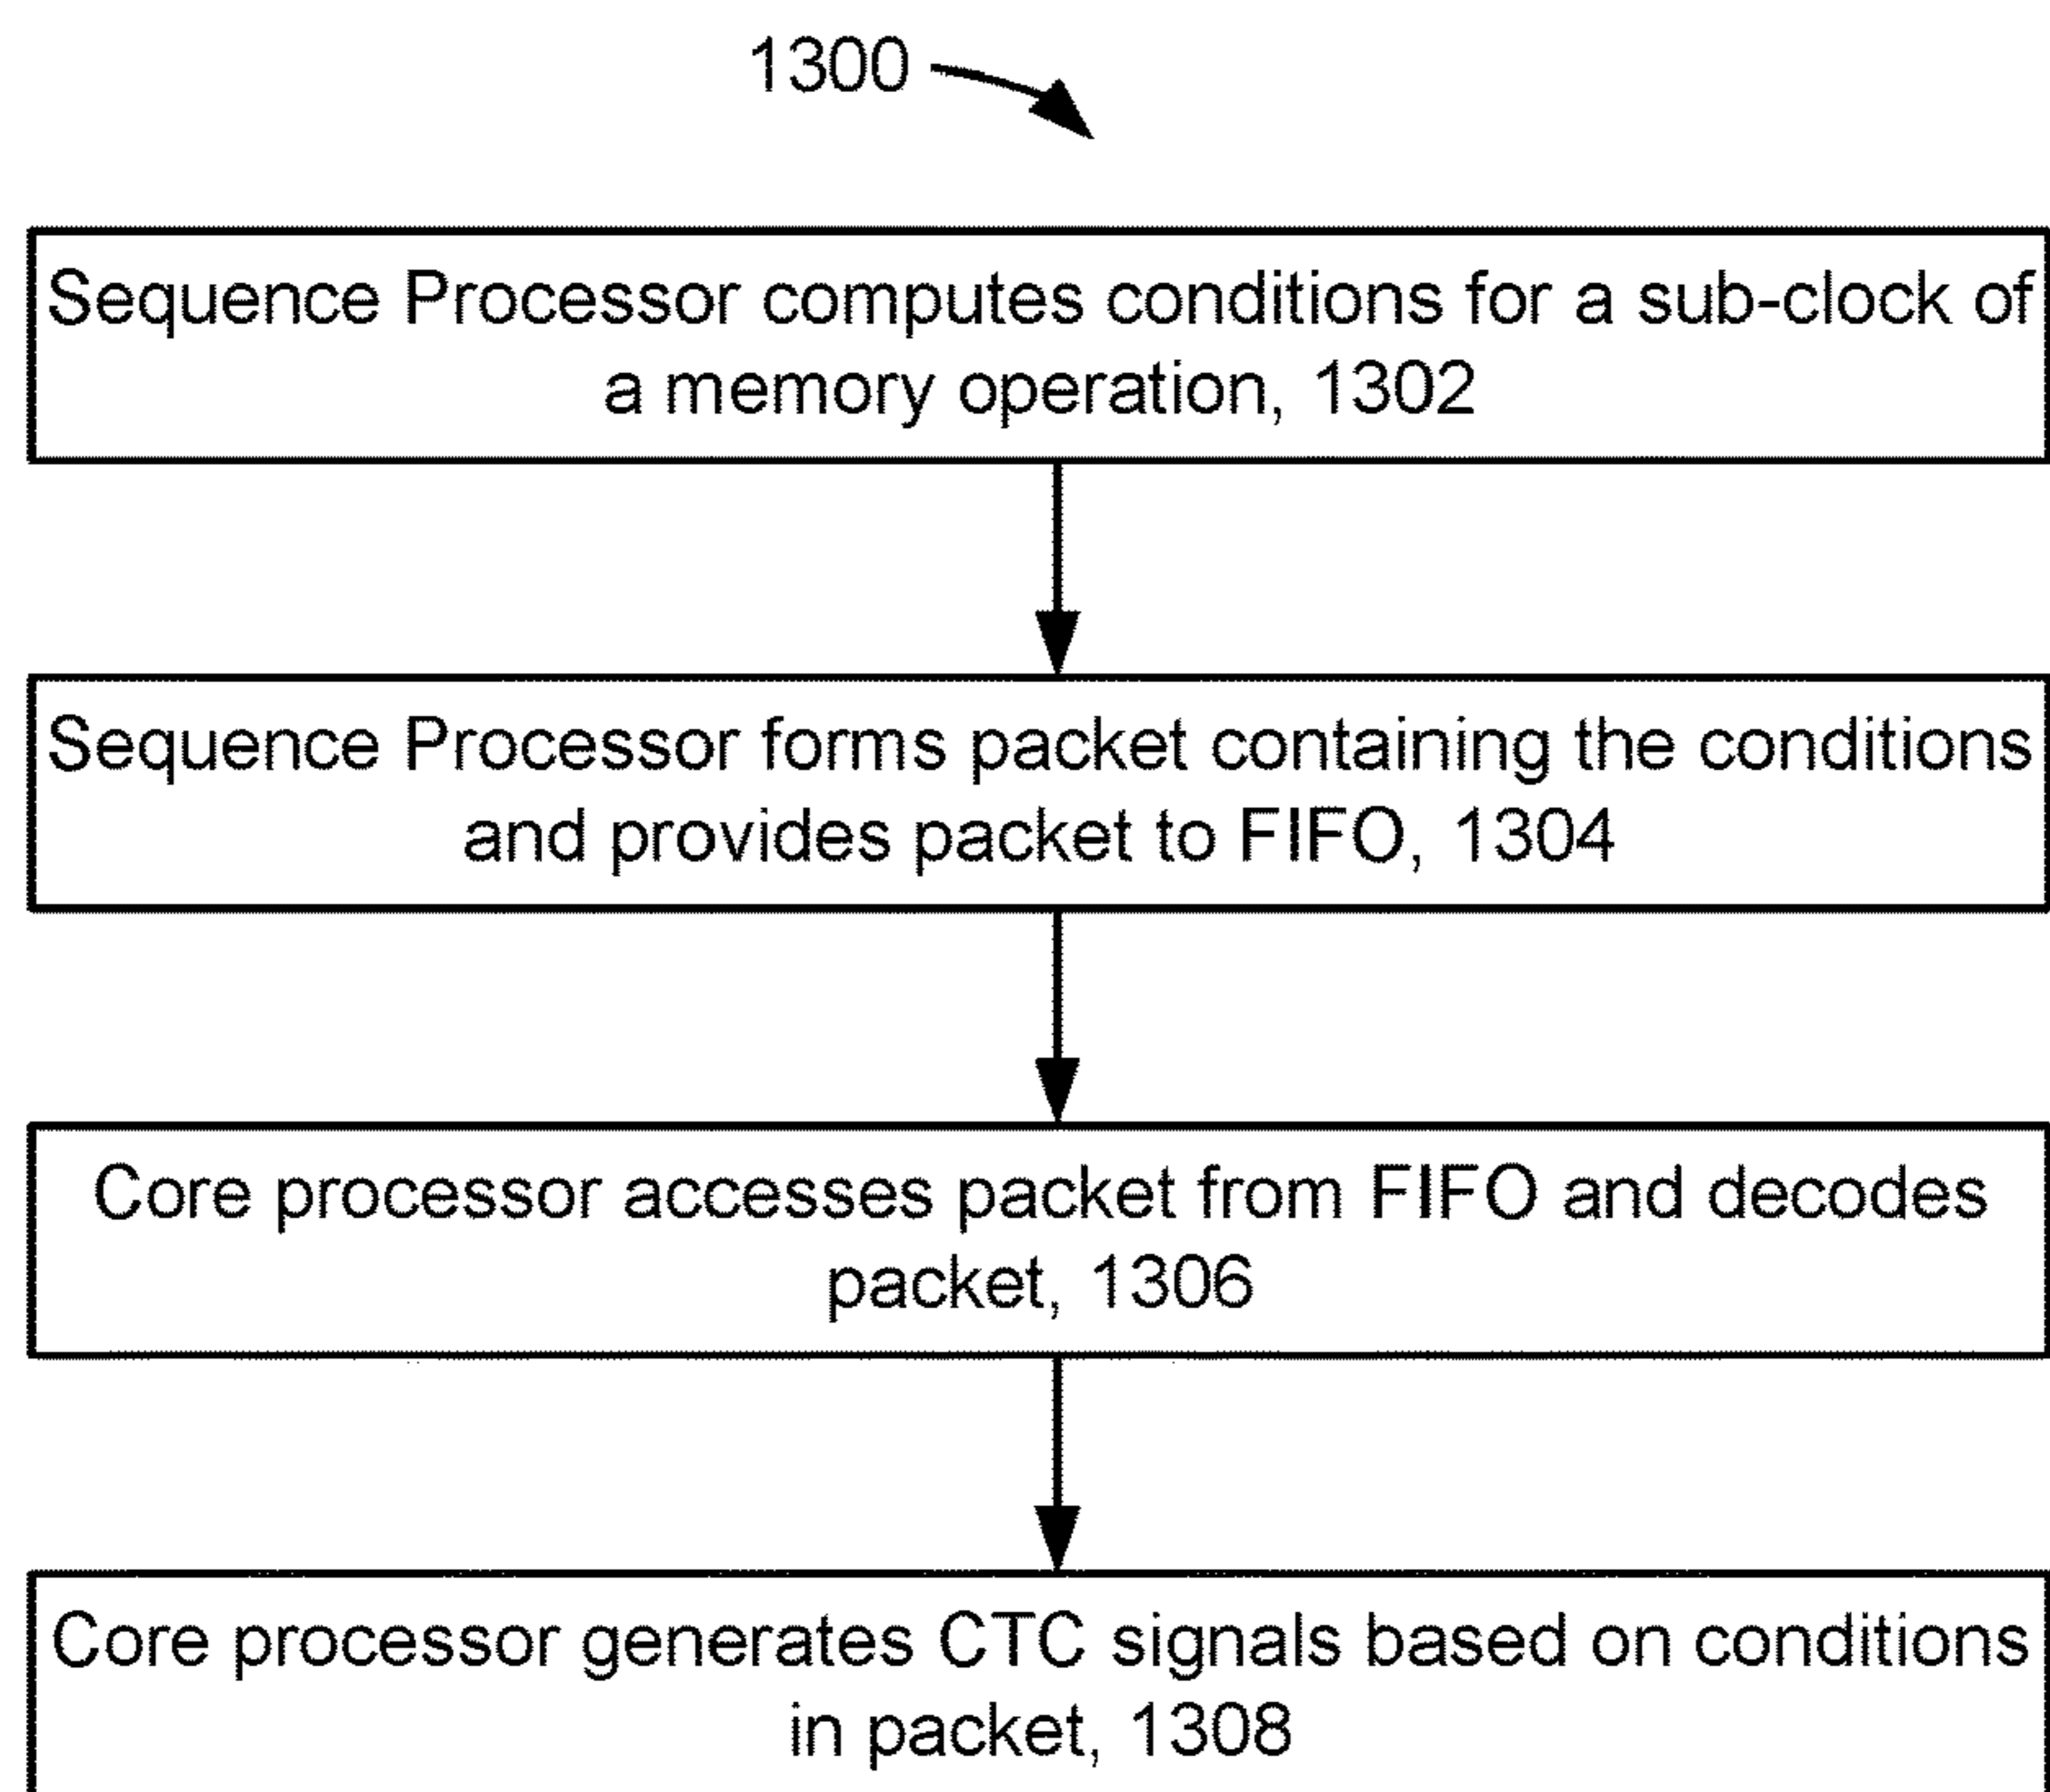 1300
Sequence Processor computes conditions for a sub-clock of
a memory operation, 1302
Sequence Processor forms packet containing the conditions
and provides packet to FIFO, 1304
Core processor accesses packet from FIFO and decodes
packet, 1306
Core processor generates CTC signals based on conditions
in packet, 1308